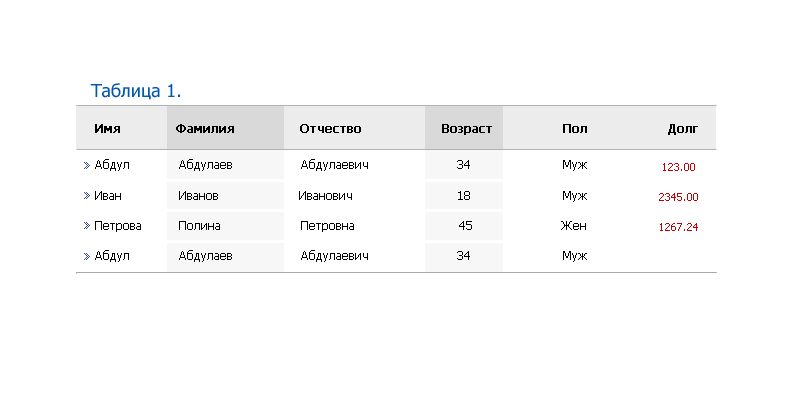 Таблица 1.
Имя Фамилия Отчество Возраст Пол Долг
» Абдул Абдулаев Абдулаевич 34 Муж 123.00
» Иван Иванов Иванович 18 Муж 2345.00
» Петрова Полина Петровна 45 Жен 1267.24
» Абдул Абдулаев Абдулаевич 34 Муж